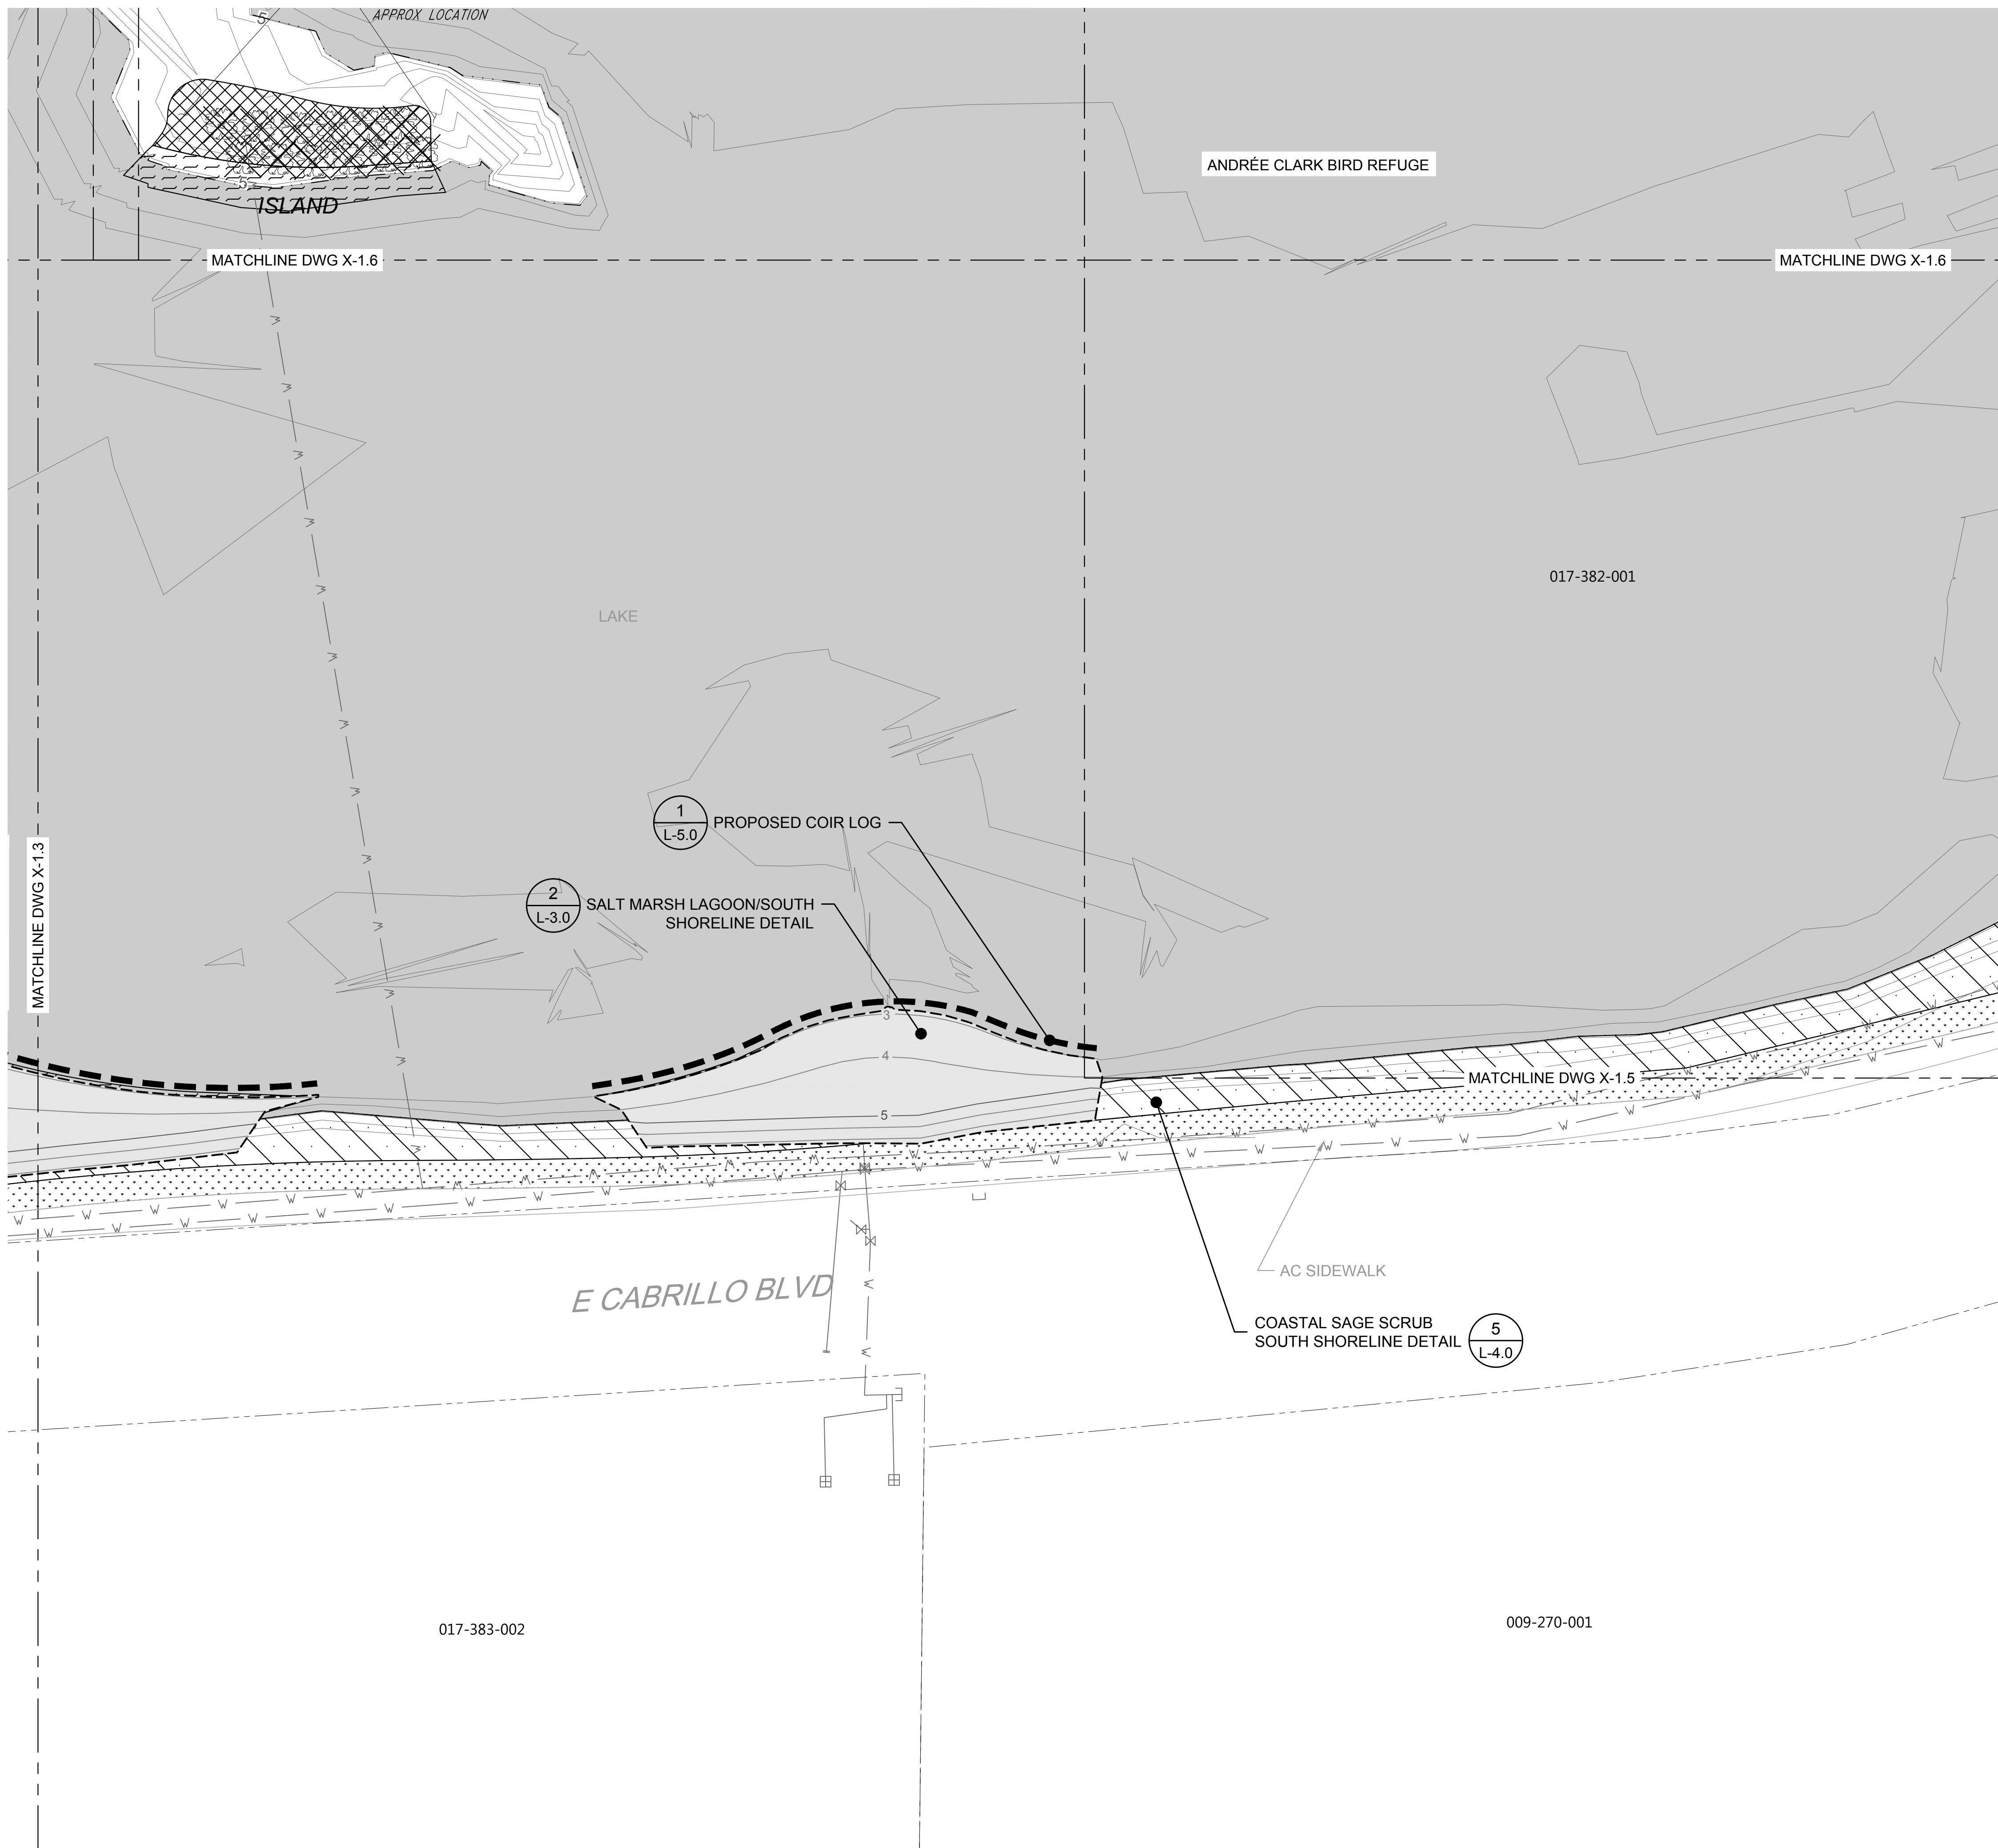 APPROX LOCATION
5
5
ISLAND
ANDRÉE CLARK BIRD REFUGE
MATCHLINE DWG X-1.6
MATCHLINE DWG X-1.6
017-382-001
LAKE
1
L-5.0
PROPOSED COIR LOG
2
L-3.0
SALT MARSH LAGOON/SOUTH
SHORELINE DETAIL
MATCHLINE DWG X-1.3
3
4
5
MATCHLINE DWG X-1.5
E CABRILLO BLVD
AC SIDEWALK
COASTAL SAGE SCRUB
SOUTH SHORELINE DETAIL
5
L-4.0
017-383-002
009-270-001